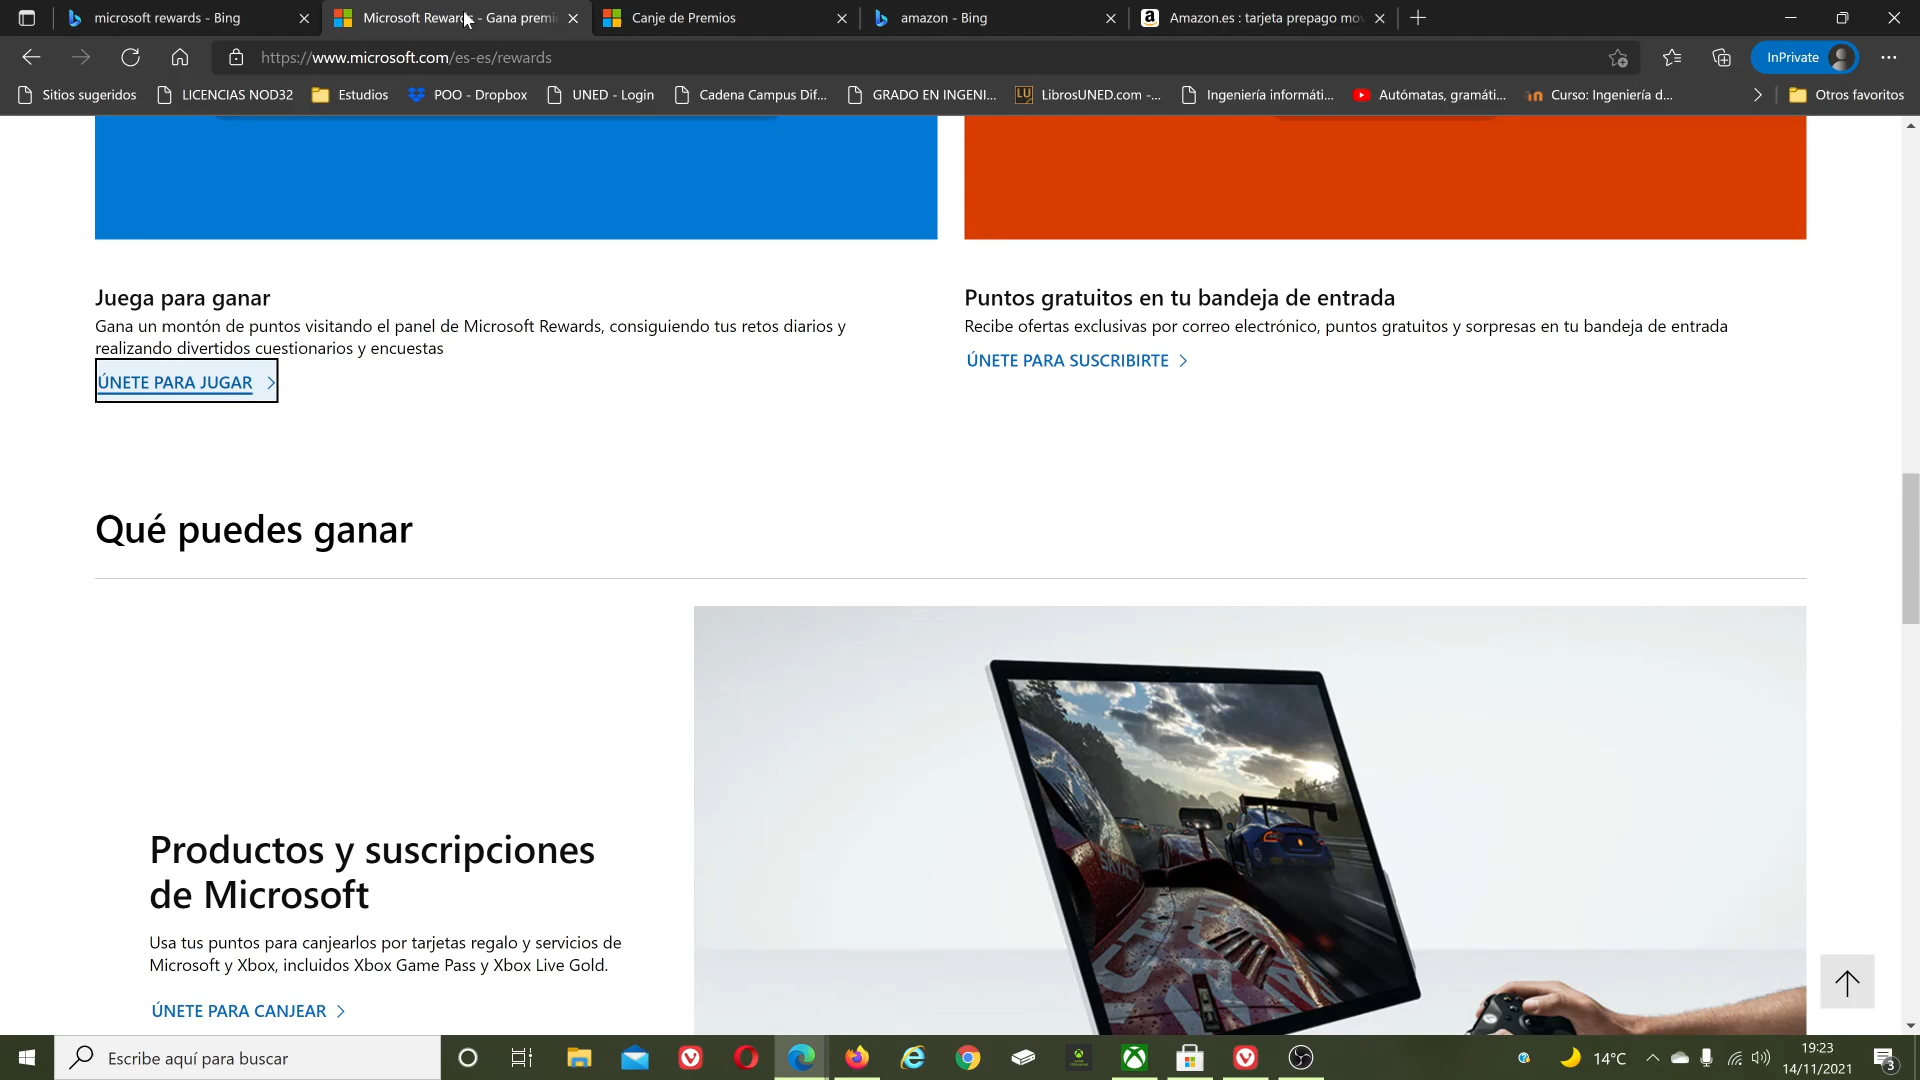 microsoft rewards - Bing
Microsoft Rewards - Gana premi
Canje de Premios
amazon - Bing
Amazon.es : tarjeta prepago mov
https://www.microsoft.com/es-es/rewards
InPrivate
Sitios sugeridos
LICENCIAS NOD32
Estudios
POO - Dropbox
UNED - Login
Cadena Campus Dif...
GRADO EN INGENI...
LU LibrosUNED.com -...
Ingeniería informáti...
Autómatas, gramáti...
Curso: Ingeniería d...
Otros favoritos
Juega para ganar
Gana un montón de puntos visitando el panel de Microsoft Rewards, consiguiendo tus retos diarios y
realizando divertidos cuestionarios y encuestas
ÚNETE PARA JUGAR
Puntos gratuitos en tu bandeja de entrada
Recibe ofertas exclusivas por correo electrónico, puntos gratuitos y sorpresas en tu bandeja de entrada
ÚNETE PARA SUSCRIBIRTE
Qué puedes ganar
Productos y suscripciones
de Microsoft
Usa tus puntos para canjearlos por tarjetas regalo y servicios de
Microsoft y Xbox, incluidos Xbox Game Pass y Xbox Live Gold.
ÚNETE PARA CANJEAR
Escribe aquí para buscar
14°C
19:23
14/11/2021
3